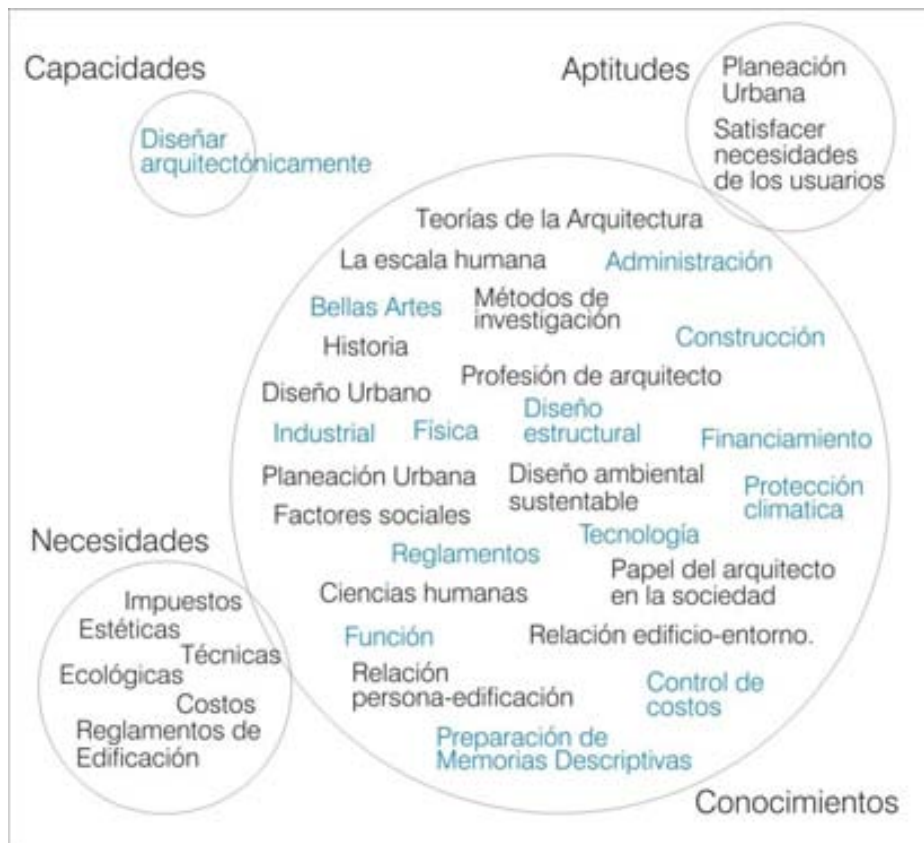 Capacidades
Diseñar
arquitectónicamente
Aptitudes
Planeación
Urbana
Satisfacer
necesidades
de los usuarios
Teorías de la Arquitectura
La escala humana
Administración
Bellas Artes
Métodos de
investigación
Construcción
Historia
Profesión de arquitecto
Diseño Urbano
Diseño
estructural
Industrial
Física
Financiamiento
Planeación Urbana
Diseño ambiental
sustentable
Protección
climatica
Factores sociales
Tecnología
Reglamentos
Papel del arquitecto
en la sociedad
Ciencias humanas
Función
Relación edificio-entorno.
Relación
persona-edificación
Control de
costos
Preparación de
Memorias Descriptivas
Conocimientos
Necesidades
Impuestos
Estéticas
Técnicas
Ecológicas
Costos
Reglamentos de
Edificación